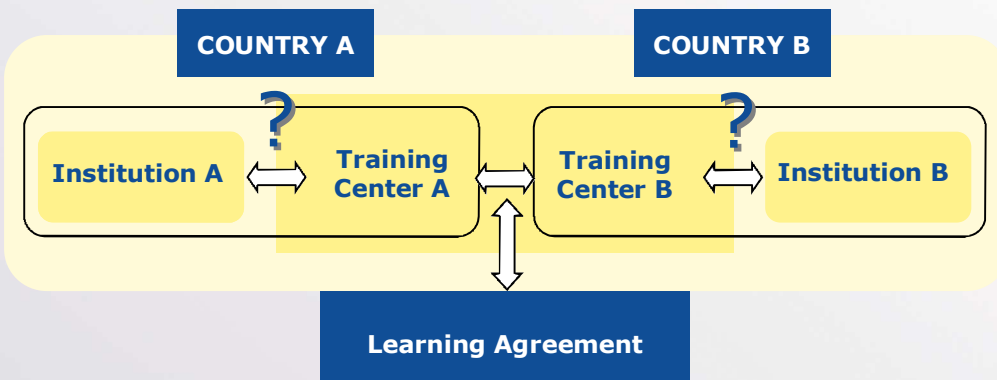 COUNTRY A
COUNTRY B
?
?
Institution A
Training
Center A
Training
Center B
Institution B
Learning Agreement